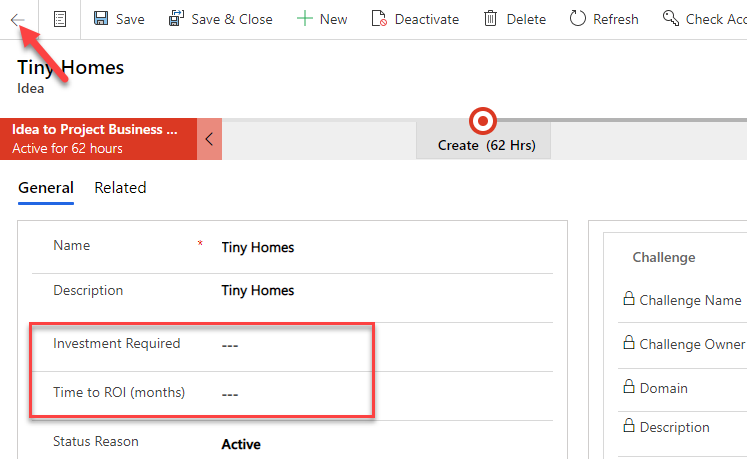 Save
Save & Close
New
Deactivate
Delete
Refresh
Check Acc
Tiny Homes
Idea
Idea to Project Business ...
Active for 62 hours
Create (62 Hrs)
General
Related
Name * Tiny Homes
Description Tiny Homes
Investment Required ---
Time to ROI (months) ---
Status Reason Active
Challenge
Challenge Name
Challenge Owner
Domain
Description